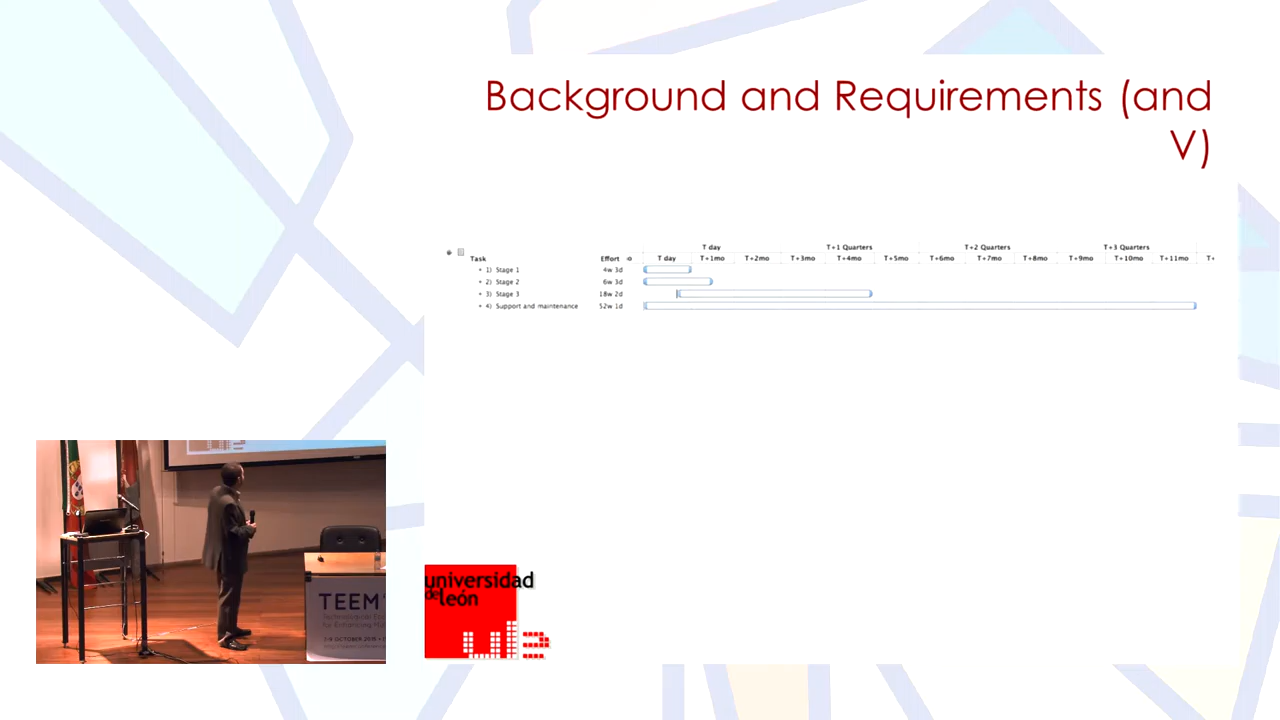 Background and Requirements (and
V)
T day T+1 Quarters T+2 Quarters T+3 Quarters
Task Effort T day T+1mo T+2mo T+3mo T+4mo T+5mo T+6mo T+7mo T+8mo T+9mo T+10mo T+11mo T+
1) Stage 1 4w 3d
2) Stage 2 6w 3d
3) Stage 3 18w 2d
4) Support and maintenance 52w 1d
universidad
de león
TEEM'